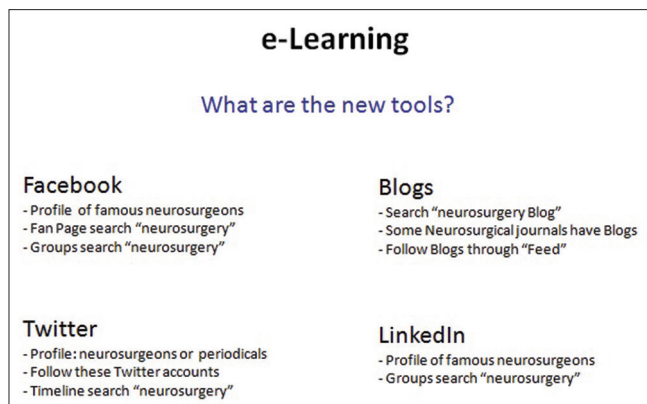 e-Learning
What are the new tools?
Facebook
- Profile of famous neurosurgeons
- Fan Page search “neurosurgery”
- Groups search “neurosurgery”
Blogs
- Search “neurosurgery Blog”
- Some Neurosurgical journals have Blogs
- Follow Blogs through “Feed”
Twitter
- Profile: neurosurgeons or periodicals
- Follow these Twitter accounts
- Timeline search “neurosurgery”
LinkedIn
- Profile of famous neurosurgeons
- Groups search “neurosurgery”